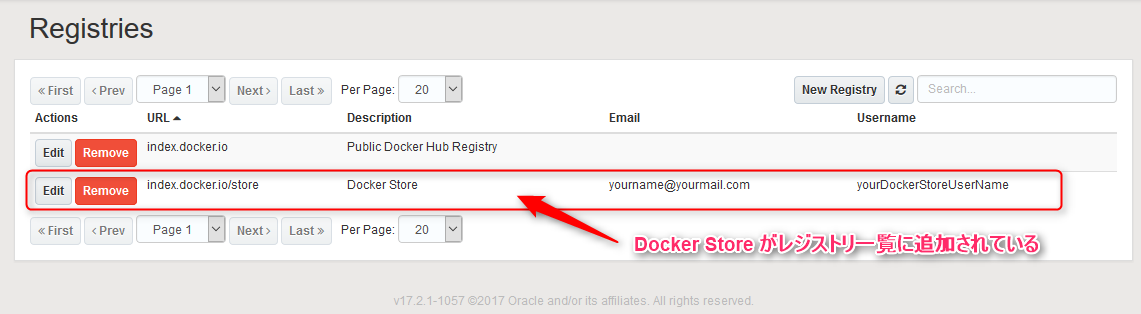 Registries
« First ‹ Prev Page 1 Next › Last » Per Page: 20 New Registry Search...
Actions URL Description Email Username
Edit Remove index.docker.io Public Docker Hub Registry
Edit Remove index.docker.io/store Docker Store yourname@yourmail.com yourDockerStoreUserName
« First ‹ Prev Page 1 Next › Last » Per Page: 20
Docker Store がレジストリ一覧に追加されている
v17.2.1-1057 ©2017 Oracle and/or its affiliates. All rights reserved.